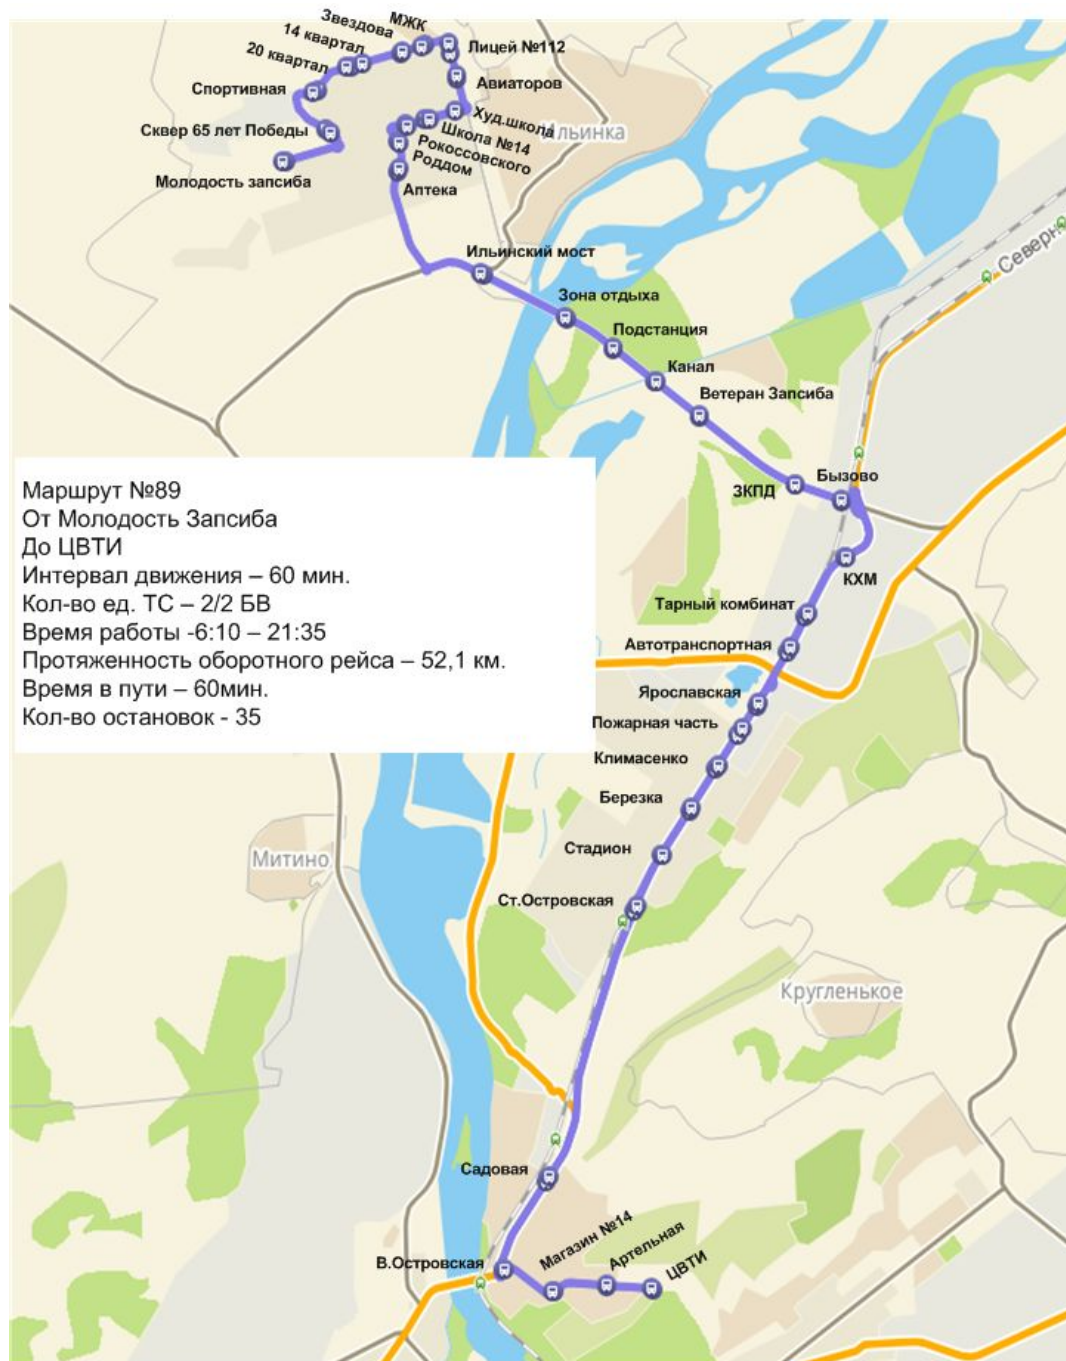 МЖК
Звездова
14 квартал
20 квартал
Лицей №112
Спортивная
Авиаторов
Худ.школа
Сквер 65 лет Победы
Школа №14
Ильинка
Рокоссовского
Роддом
Молодость запсиба
Аптека
Ильинский мост
Северн
Зона отдыха
Подстанция
Канал
Ветеран Запсиба
Бызово
ЗКПД
Маршрут №89
От Молодость Запсиба
До ЦВТИ
Интервал движения – 60 мин.
Кол-во ед. ТС – 2/2 БВ
Время работы -6:10 – 21:35
Протяженность оборотного рейса – 52,1 км.
Время в пути – 60мин.
Кол-во остановок - 35
КХМ
Тарный комбинат
Автотранспортная
Ярославская
Пожарная часть
Климасенко
Березка
Стадион
Митино
Ст.Островская
Кругленькое
Садовая
Магазин №14
Артельная
В.Островская
ЦВТИ